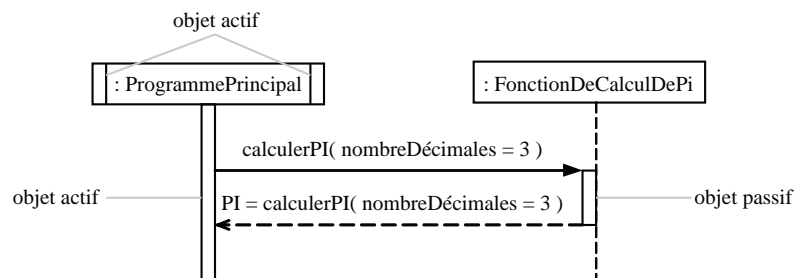 objet actif
: ProgrammePrincipal
: FonctionDeCalculDePi
calculerPI( nombreDécimales = 3 )
objet actif
PI = calculerPI( nombreDécimales = 3 )
objet passif